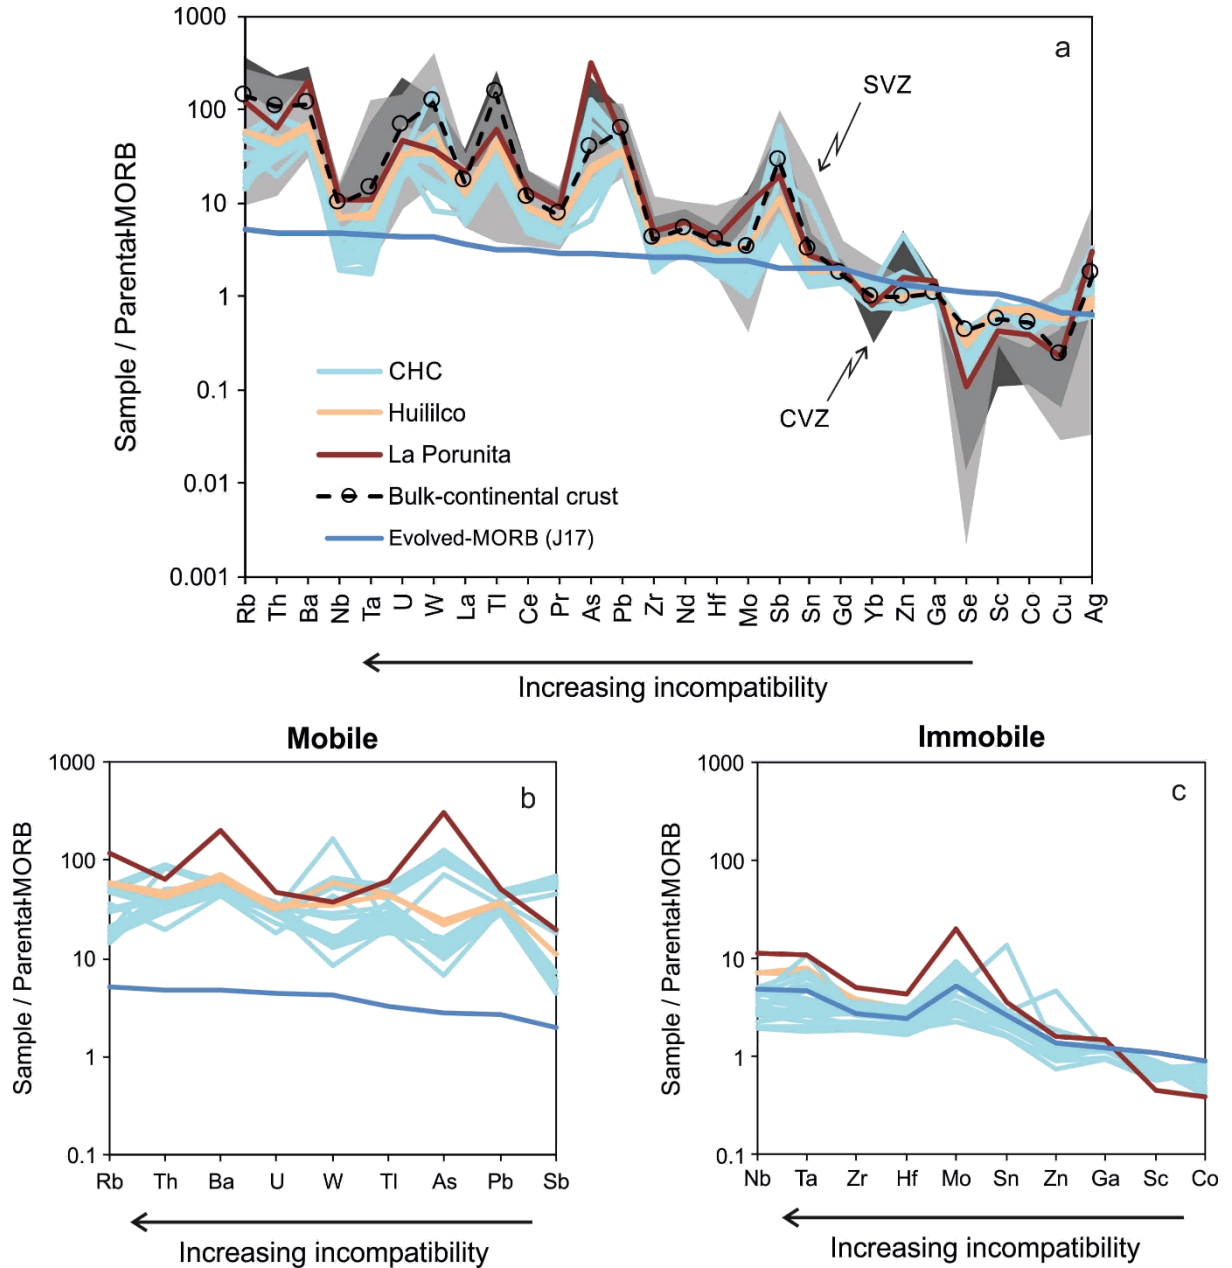 a
1000
100
10
1
0.1
0.01
0.001
Sample / Parental-MORB
SVZ
CVZ
CHC
Huililco
La Porunita
Bulk-continental crust
Evolved-MORB (J17)
Rb Th Ba Nb Ta U W La Tl Ce Pr As Pb Zr Nd Hf Mo Sb Sn Gd Yb Zn Ga Se Sc Co Cu Ag
Increasing incompatibility
Mobile
b
1000
100
10
1
0.1
Sample / Parental-MORB
Rb Th Ba U W Tl As Pb Sb
Increasing incompatibility
Immobile
c
1000
100
10
1
0.1
Sample / Parental-MORB
Nb Ta Zr Hf Mo Sn Zn Ga Sc Co
Increasing incompatibility